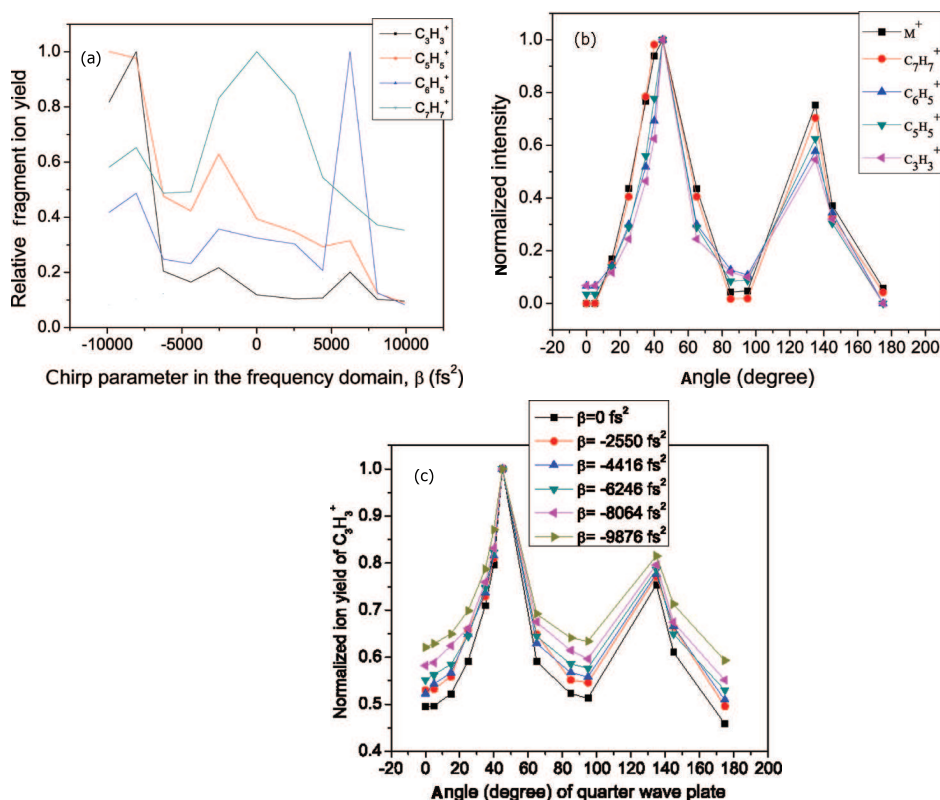 (a)
C₃H₃⁺
C₅H₅⁺
C₆H₅⁺
C₇H₇⁺
Relative fragment ion yield
1.0
0.8
0.6
0.4
0.2
0.0
-10000 -5000 0 5000 10000
Chirp parameter in the frequency domain, β (fs²)
(b)
M⁺
C₇H₇⁺
C₆H₅⁺
C₅H₅⁺
C₃H₃⁺
Normalized intensity
1.0
0.8
0.6
0.4
0.2
0.0
-20 0 20 40 60 80 100 120 140 160 180 200
Angle (degree)
(c)
β=0 fs²
β= -2550 fs²
β= -4416 fs²
β= -6246 fs²
β= -8064 fs²
β= -9876 fs²
Normalized ion yield of C₃H₃⁺
1.0
0.9
0.8
0.7
0.6
0.5
0.4
-20 0 20 40 60 80 100 120 140 160 180 200
Angle (degree) of quarter wave plate